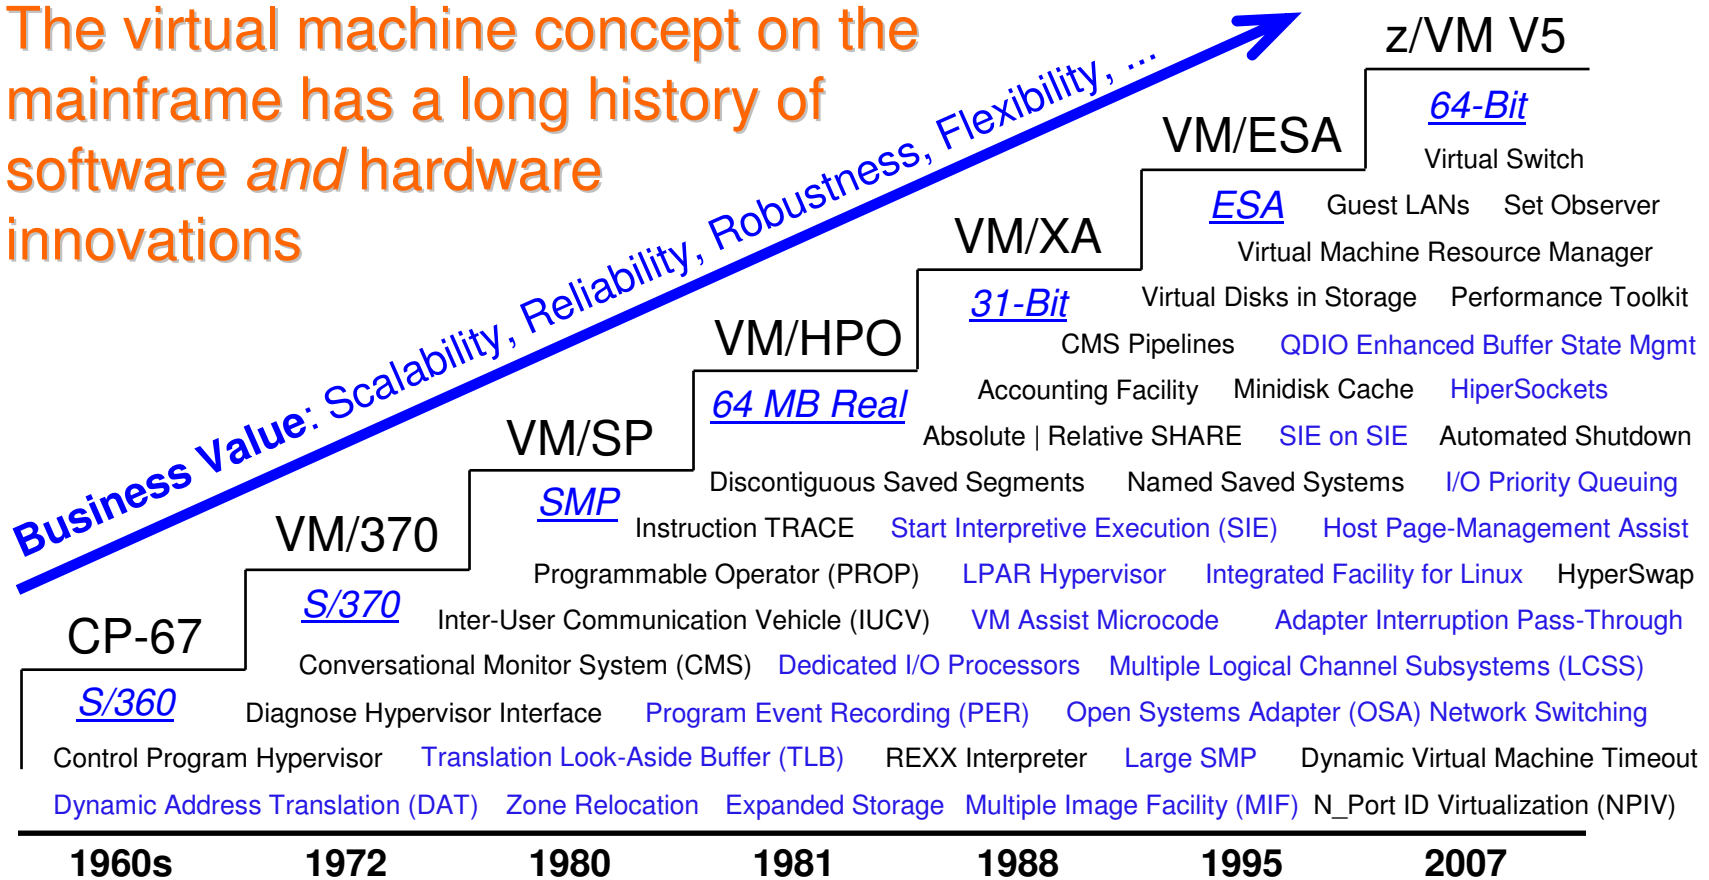 The virtual machine concept on the
mainframe has a long history of
software and hardware
innovations
Business Value: Scalability, Reliability, Robustness, Flexibility, ...
z/VM V5
64-Bit
Virtual Switch
VM/ESA
ESA Guest LANs Set Observer
Virtual Machine Resource Manager
VM/XA
31-Bit Virtual Disks in Storage Performance Toolkit
CMS Pipelines QDIO Enhanced Buffer State Mgmt
VM/HPO
64 MB Real Accounting Facility Minidisk Cache HiperSockets
Absolute | Relative SHARE SIE on SIE Automated Shutdown
VM/SP
Discontiguous Saved Segments Named Saved Systems I/O Priority Queuing
SMP
Instruction TRACE Start Interpretive Execution (SIE) Host Page-Management Assist
VM/370
Programmable Operator (PROP) LPAR Hypervisor Integrated Facility for Linux HyperSwap
S/370
Inter-User Communication Vehicle (IUCV) VM Assist Microcode Adapter Interruption Pass-Through
CP-67
Conversational Monitor System (CMS) Dedicated I/O Processors Multiple Logical Channel Subsystems (LCSS)
S/360
Diagnose Hypervisor Interface Program Event Recording (PER) Open Systems Adapter (OSA) Network Switching
Control Program Hypervisor Translation Look-Aside Buffer (TLB) REXX Interpreter Large SMP Dynamic Virtual Machine Timeout
Dynamic Address Translation (DAT) Zone Relocation Expanded Storage Multiple Image Facility (MIF) N_Port ID Virtualization (NPIV)
1960s 1972 1980 1981 1988 1995 2007